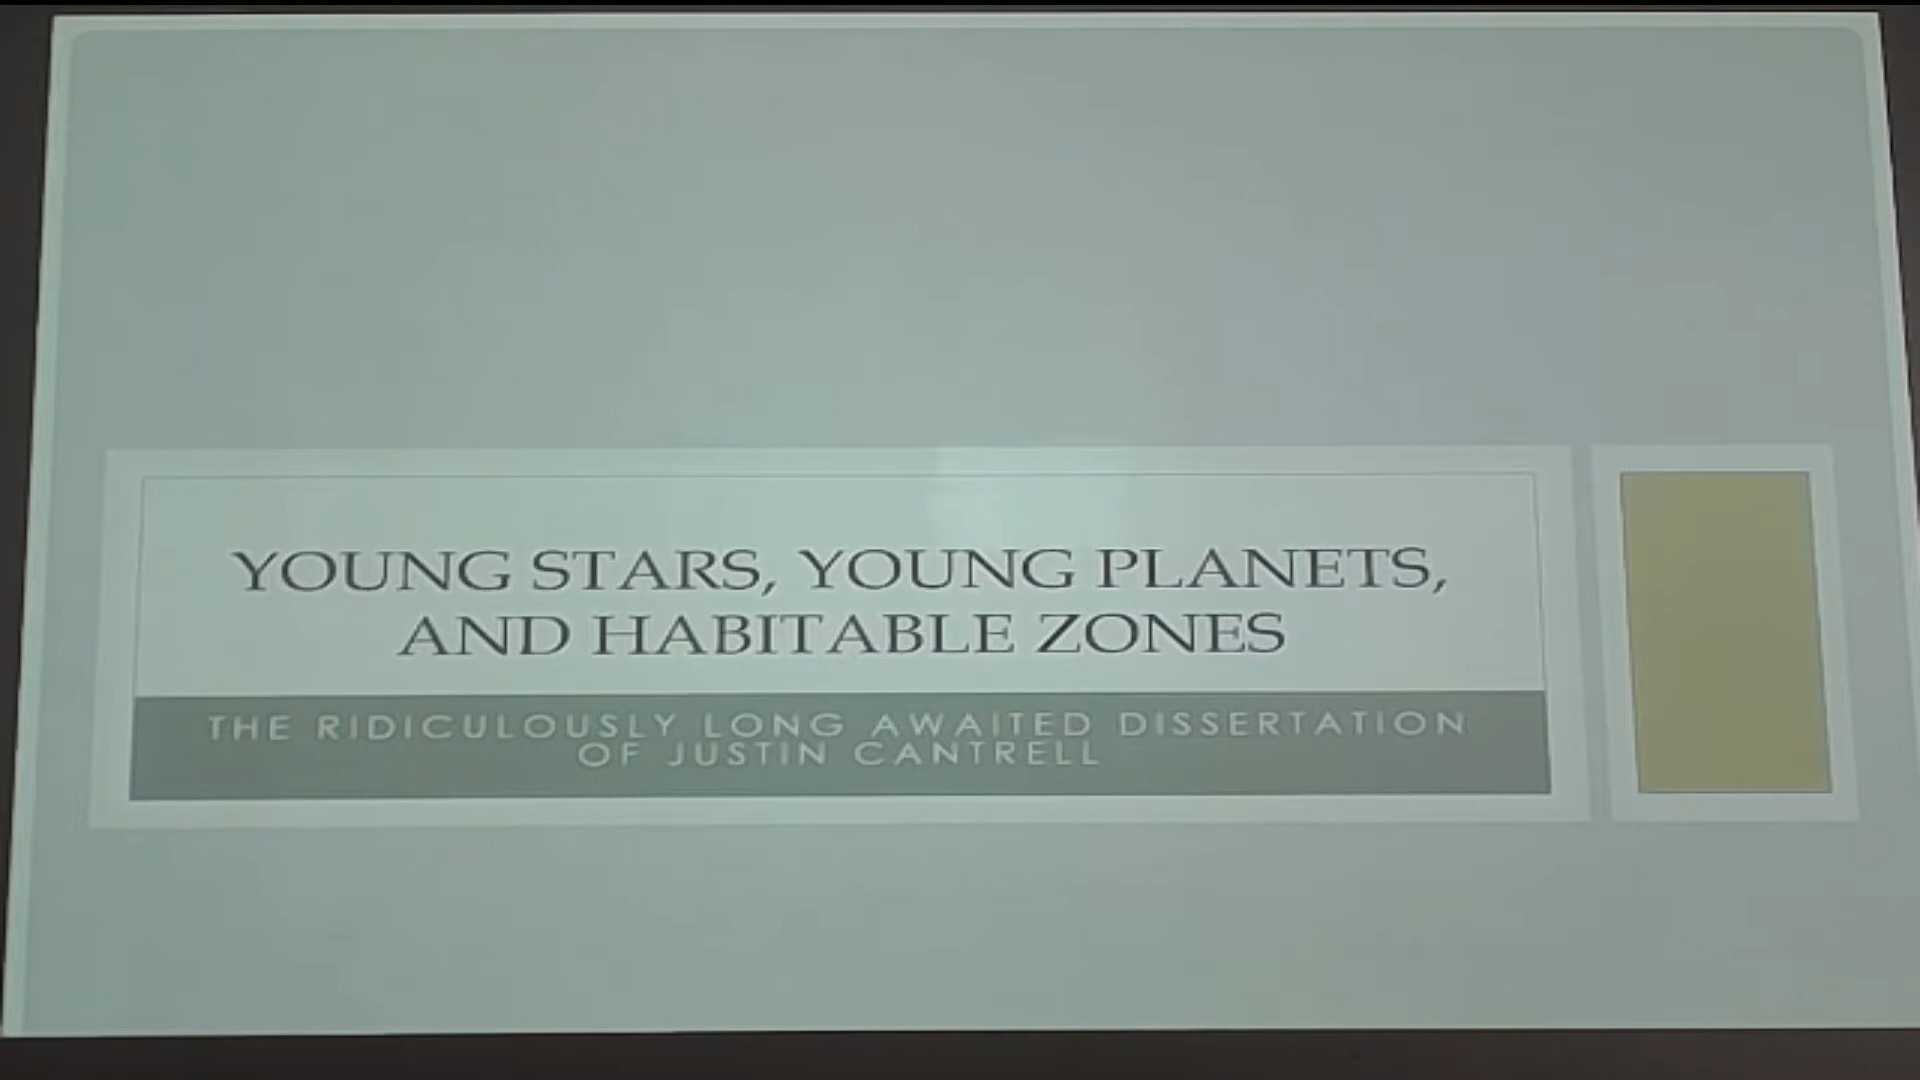 YOUNG STARS, YOUNG PLANETS,
AND HABITABLE ZONES
THE RIDICULOUSLY LONG AWAITED DISSERTATION
OF JUSTIN CANTRELL